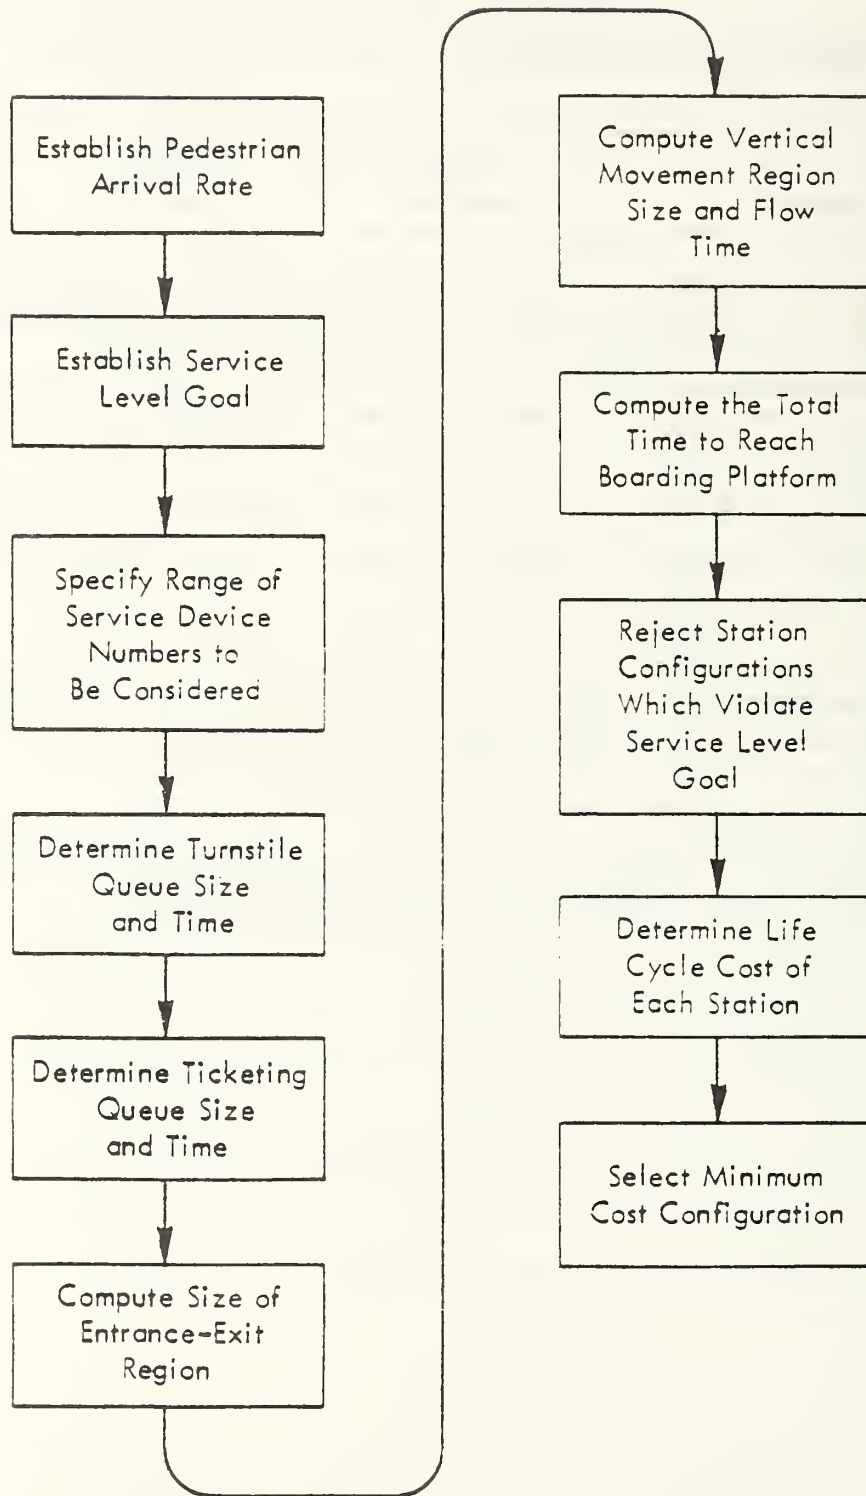 Establish Pedestrian
Arrival Rate
Establish Service
Level Goal
Specify Range of
Service Device
Numbers to
Be Considered
Determine Turnstile
Queue Size
and Time
Determine Ticketing
Queue Size
and Time
Compute Size of
Entrance-Exit
Region
Compute Vertical
Movement Region
Size and Flow
Time
Compute the Total
Time to Reach
Boarding Platform
Reject Station
Configurations
Which Violate
Service Level
Goal
Determine Life
Cycle Cost of
Each Station
Select Minimum
Cost Configuration